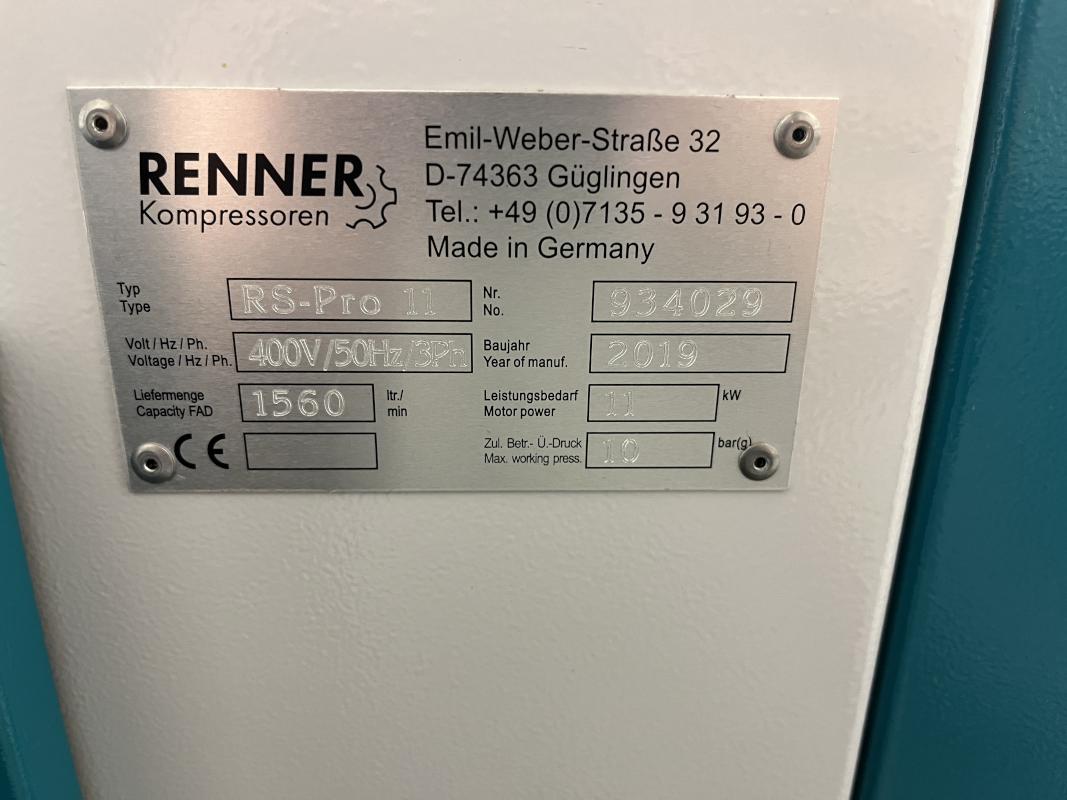 RENNER
Kompressoren
Emil-Weber-Straße 32
D-74363 Güglingen
Tel.: +49 (0)7135 - 9 31 93 - 0
Made in Germany
Typ
Type
RS-Pro 11
Nr.
No.
934029
Volt / Hz / Ph.
Voltage / Hz / Ph.
400V/50Hz/3Ph
Baujahr
Year of manuf.
2019
Liefermenge
Capacity FAD
1560
ltr./
min
Leistungsbedarf
Motor power
11
kW
CE
Zul. Betr.- Ü.-Druck
Max. working press.
10
bar(g)